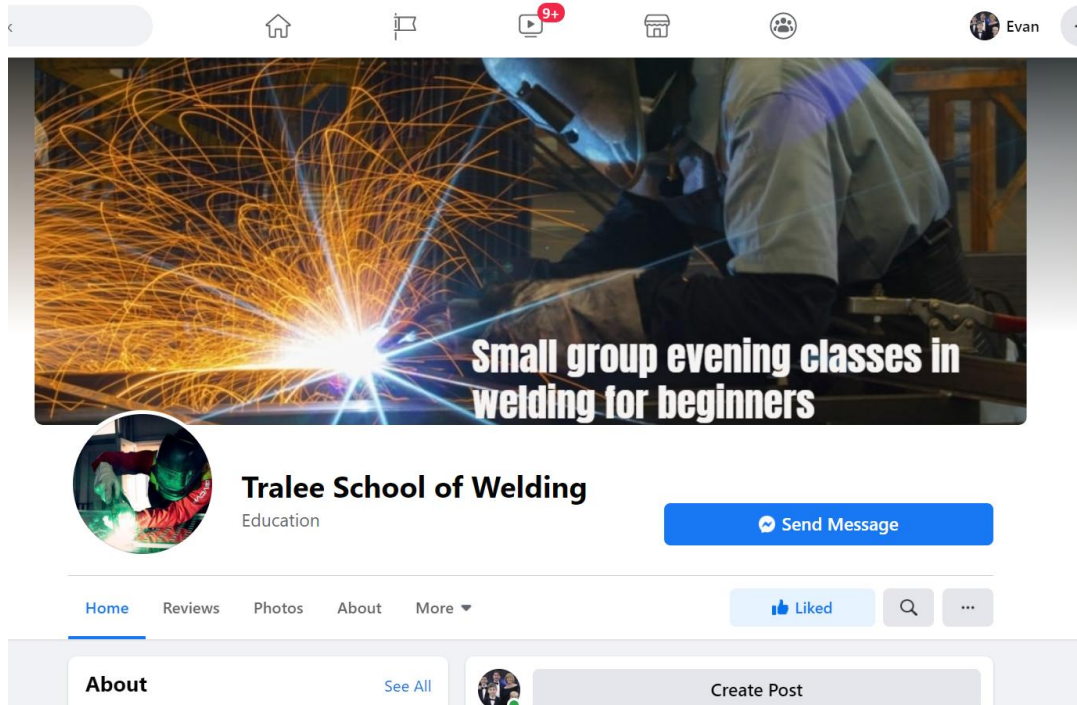 9+
Evan
Small group evening classes in
welding for beginners
Tralee School of Welding
Education
Send Message
Home Reviews Photos About More
Liked
About
See All
Create Post